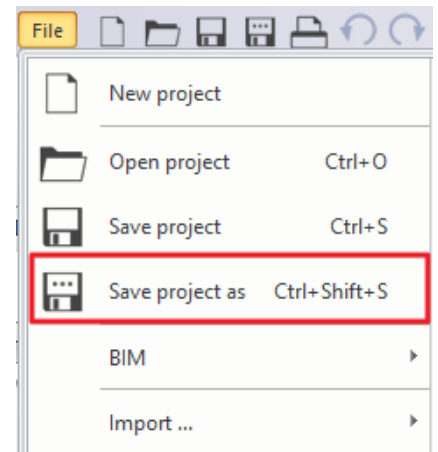 File
New project
Open project Ctrl+O
Save project Ctrl+S
Save project as Ctrl+Shift+S
BIM
Import ...